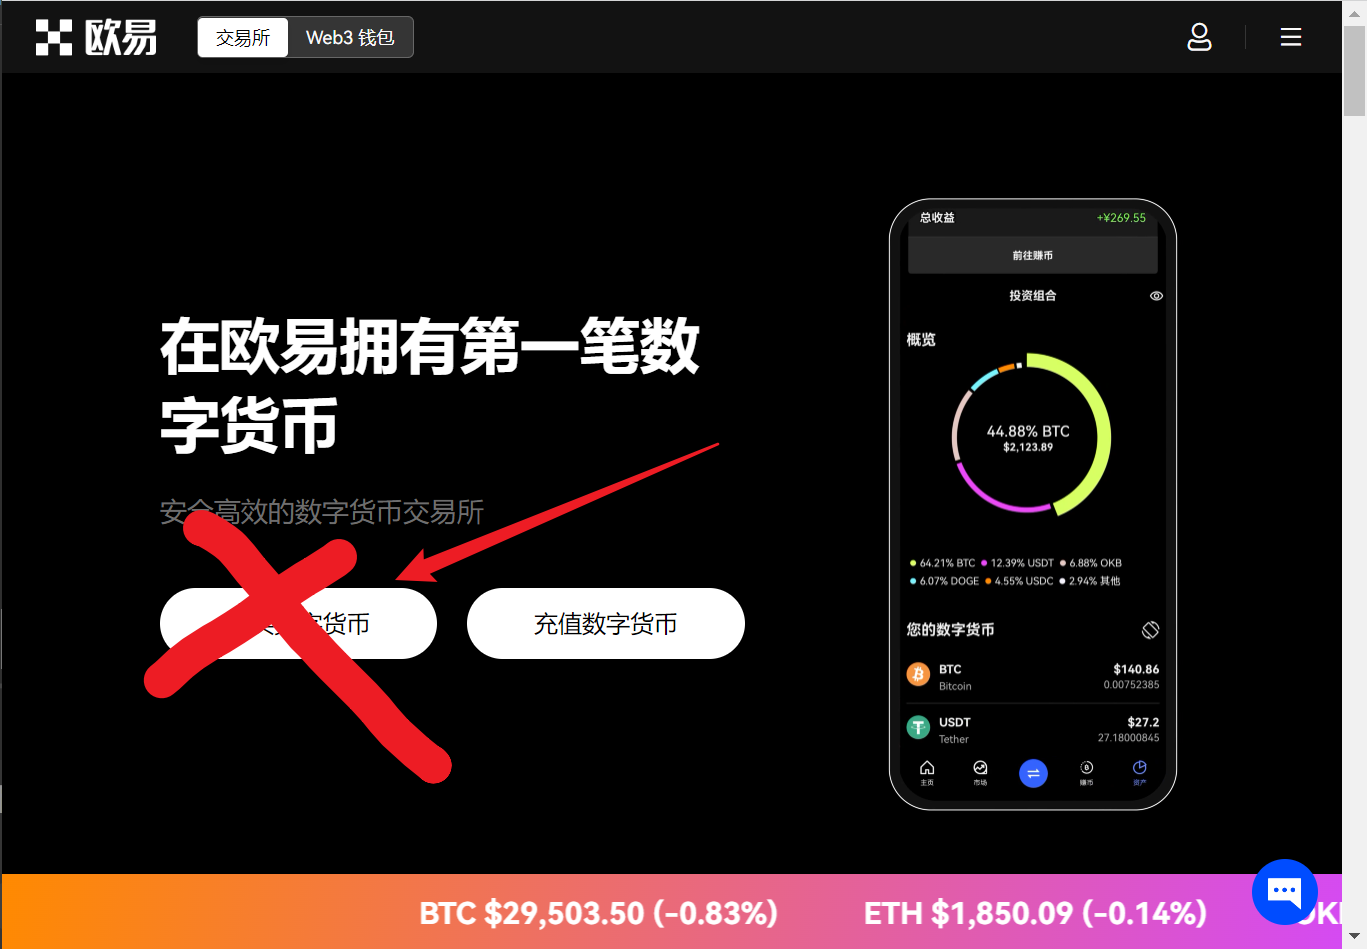 欧易
交易所
Web3 钱包
在欧易拥有第一笔数
字货币
安全高效的数字货币交易所
字货币
充值数字货币
总收益
+¥269.55
前往赚币
投资组合
概览
44.88% BTC
$2,123.89
64.21% BTC 12.39% USDT 6.88% OKB
6.07% DOGE 4.55% USDC 2.94% 其他
您的数字货币
BTC
$140.86
Bitcoin
0.00752385
USDT
$27.2
Tether
27.18000845
主页
市场
赚币
资产
BTC $29,503.50 (-0.83%)
ETH $1,850.09 (-0.14%)